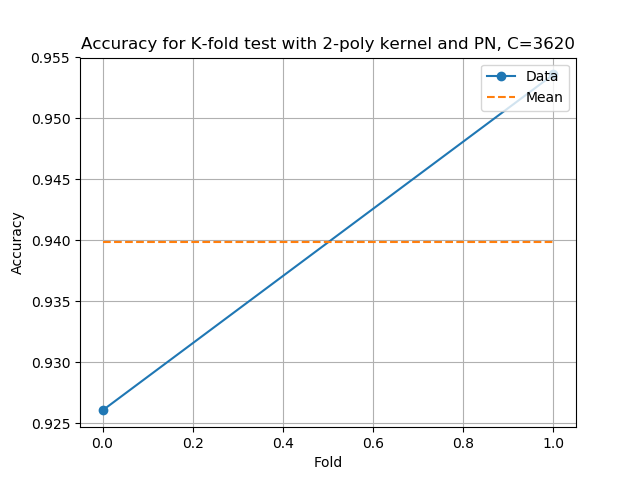 Accuracy for K-fold test with 2-poly kernel and PN, C=3620
0.955
0.950
0.945
0.940
0.935
0.930
0.925
Accuracy
Data
Mean
0.0 0.2 0.4 0.6 0.8 1.0
Fold